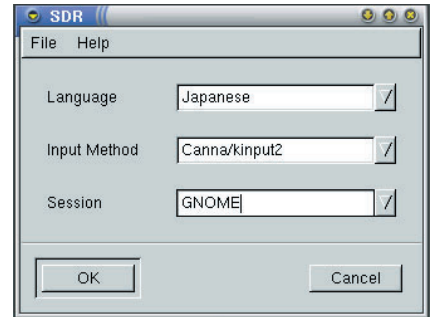 SDR
File Help
Language Japanese
Input Method Canna/kinput2
Session GNOME
OK Cancel